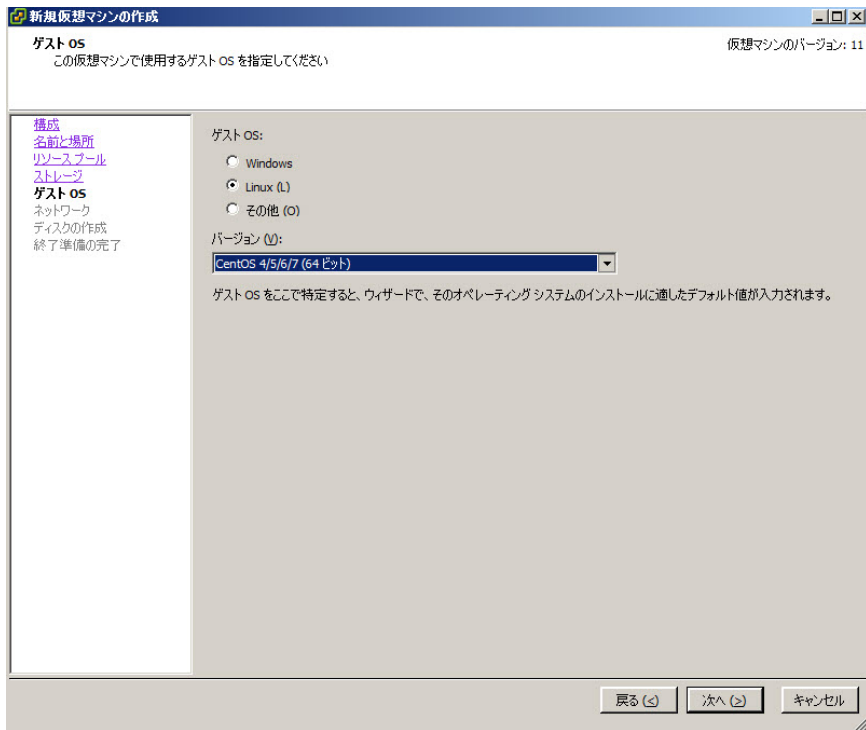 新規仮想マシンの作成
ゲスト OS
この仮想マシンで使用するゲスト OS を指定してください
仮想マシンのバージョン: 11
構成
名前と場所
リソース プール
ストレージ
ゲスト OS
ネットワーク
ディスクの作成
終了準備の完了
ゲスト OS:
Windows
Linux (L)
その他 (O)
バージョン (V):
CentOS 4/5/6/7 (64 ビット)
ゲスト OS をここで特定すると、ウィザードで、そのオペレーティング システムのインストールに適したデフォルト値が入力されます。
戻る (<)
次へ (>)
キャンセル